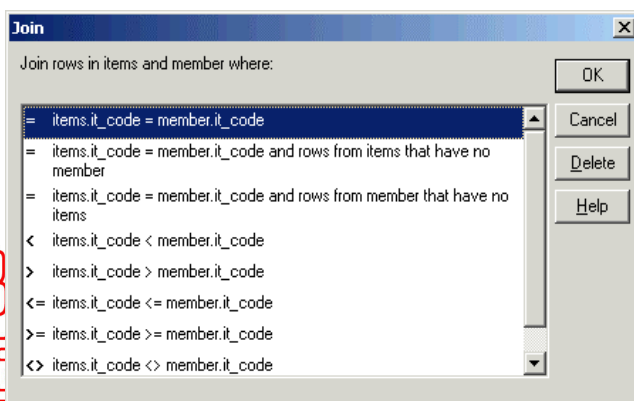 Join
Join rows in items and member where:
OK
= items.it_code = member.it_code
Cancel
= items.it_code = member.it_code and rows from items that have no
member
Delete
= items.it_code = member.it_code and rows from member that have no
items
Help
< items.it_code < member.it_code
> items.it_code > member.it_code
<= items.it_code <= member.it_code
>= items.it_code >= member.it_code
<> items.it_code <> member.it_code